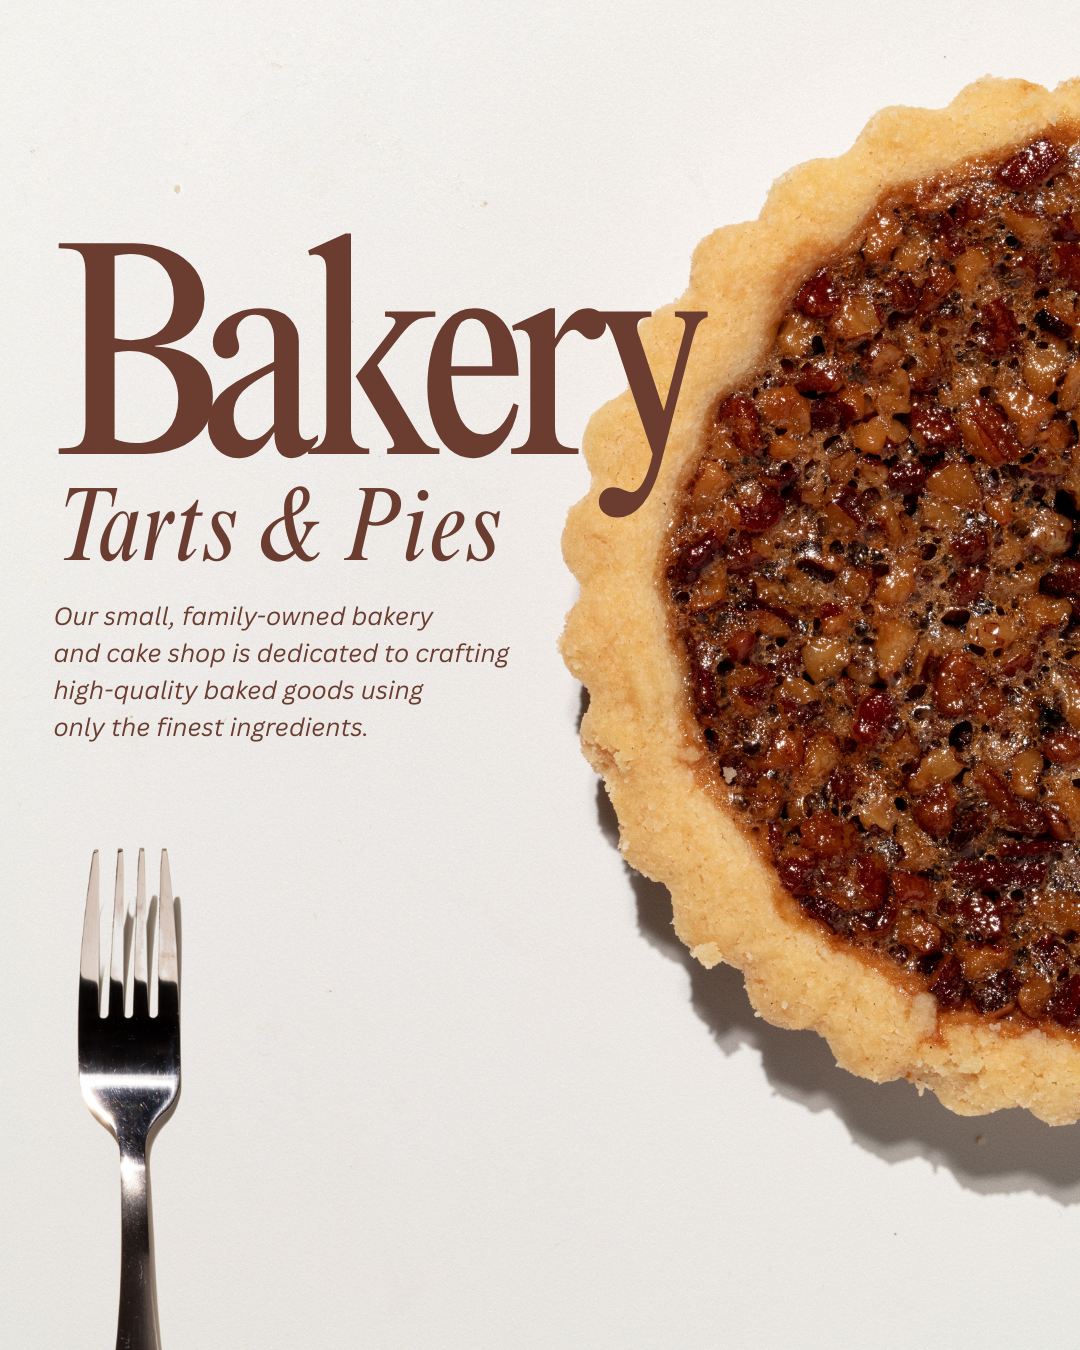 Bakery
Tarts & Pies
Our small, family-owned bakery
and cake shop is dedicated to crafting
high-quality baked goods using
only the finest ingredients.